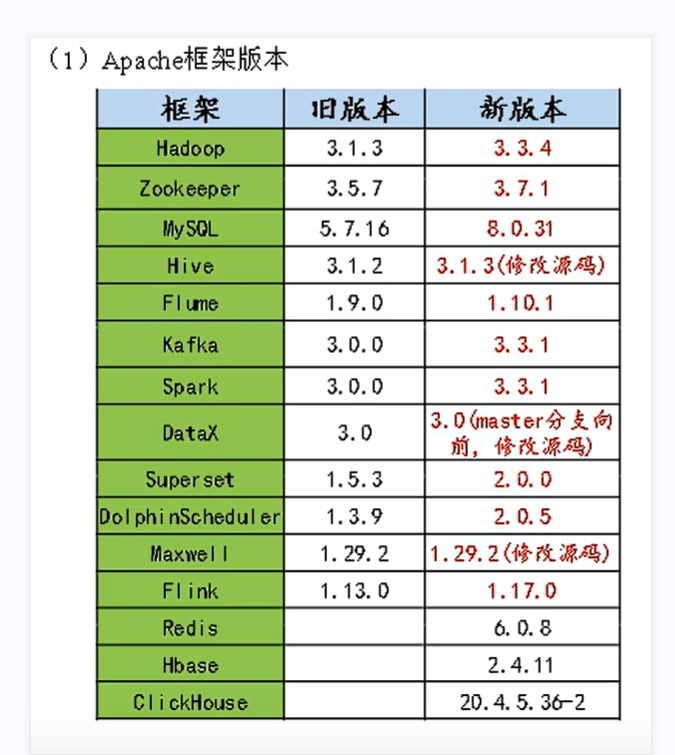 （1）Apache框架版本
框架 旧版本 新版本
Hadoop 3.1.3 3.3.4
Zookeeper 3.5.7 3.7.1
MySQL 5.7.16 8.0.31
Hive 3.1.2 3.1.3(修改源码)
Flume 1.9.0 1.10.1
Kafka 3.0.0 3.3.1
Spark 3.0.0 3.3.1
DataX 3.0 3.0(master分支向
前，修改源码)
Superset 1.5.3 2.0.0
DolphinScheduler 1.3.9 2.0.5
Maxwell 1.29.2 1.29.2(修改源码)
Flink 1.13.0 1.17.0
Redis 6.0.8
Hbase 2.4.11
ClickHouse 20.4.5.36-2